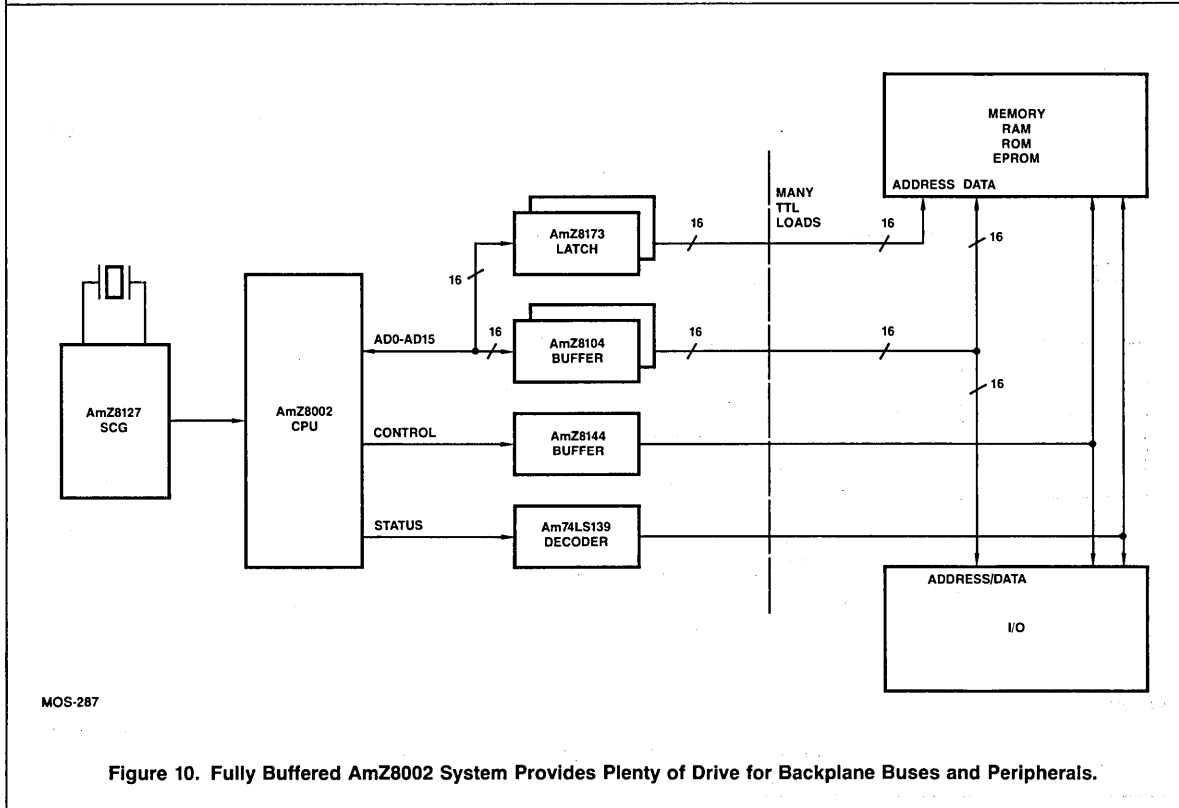 MEMORY
RAM
ROM
EPROM
ADDRESS DATA
MANY
TTL
LOADS
AmZ8173
LATCH
16
16
16
16
AD0-AD15
16
AmZ8104
BUFFER
16
16
16
AmZ8127
SCG
AmZ8002
CPU
CONTROL
AmZ8144
BUFFER
STATUS
Am74LS139
DECODER
ADDRESS/DATA
I/O
MOS-287
Figure 10. Fully Buffered AmZ8002 System Provides Plenty of Drive for Backplane Buses and Peripherals.